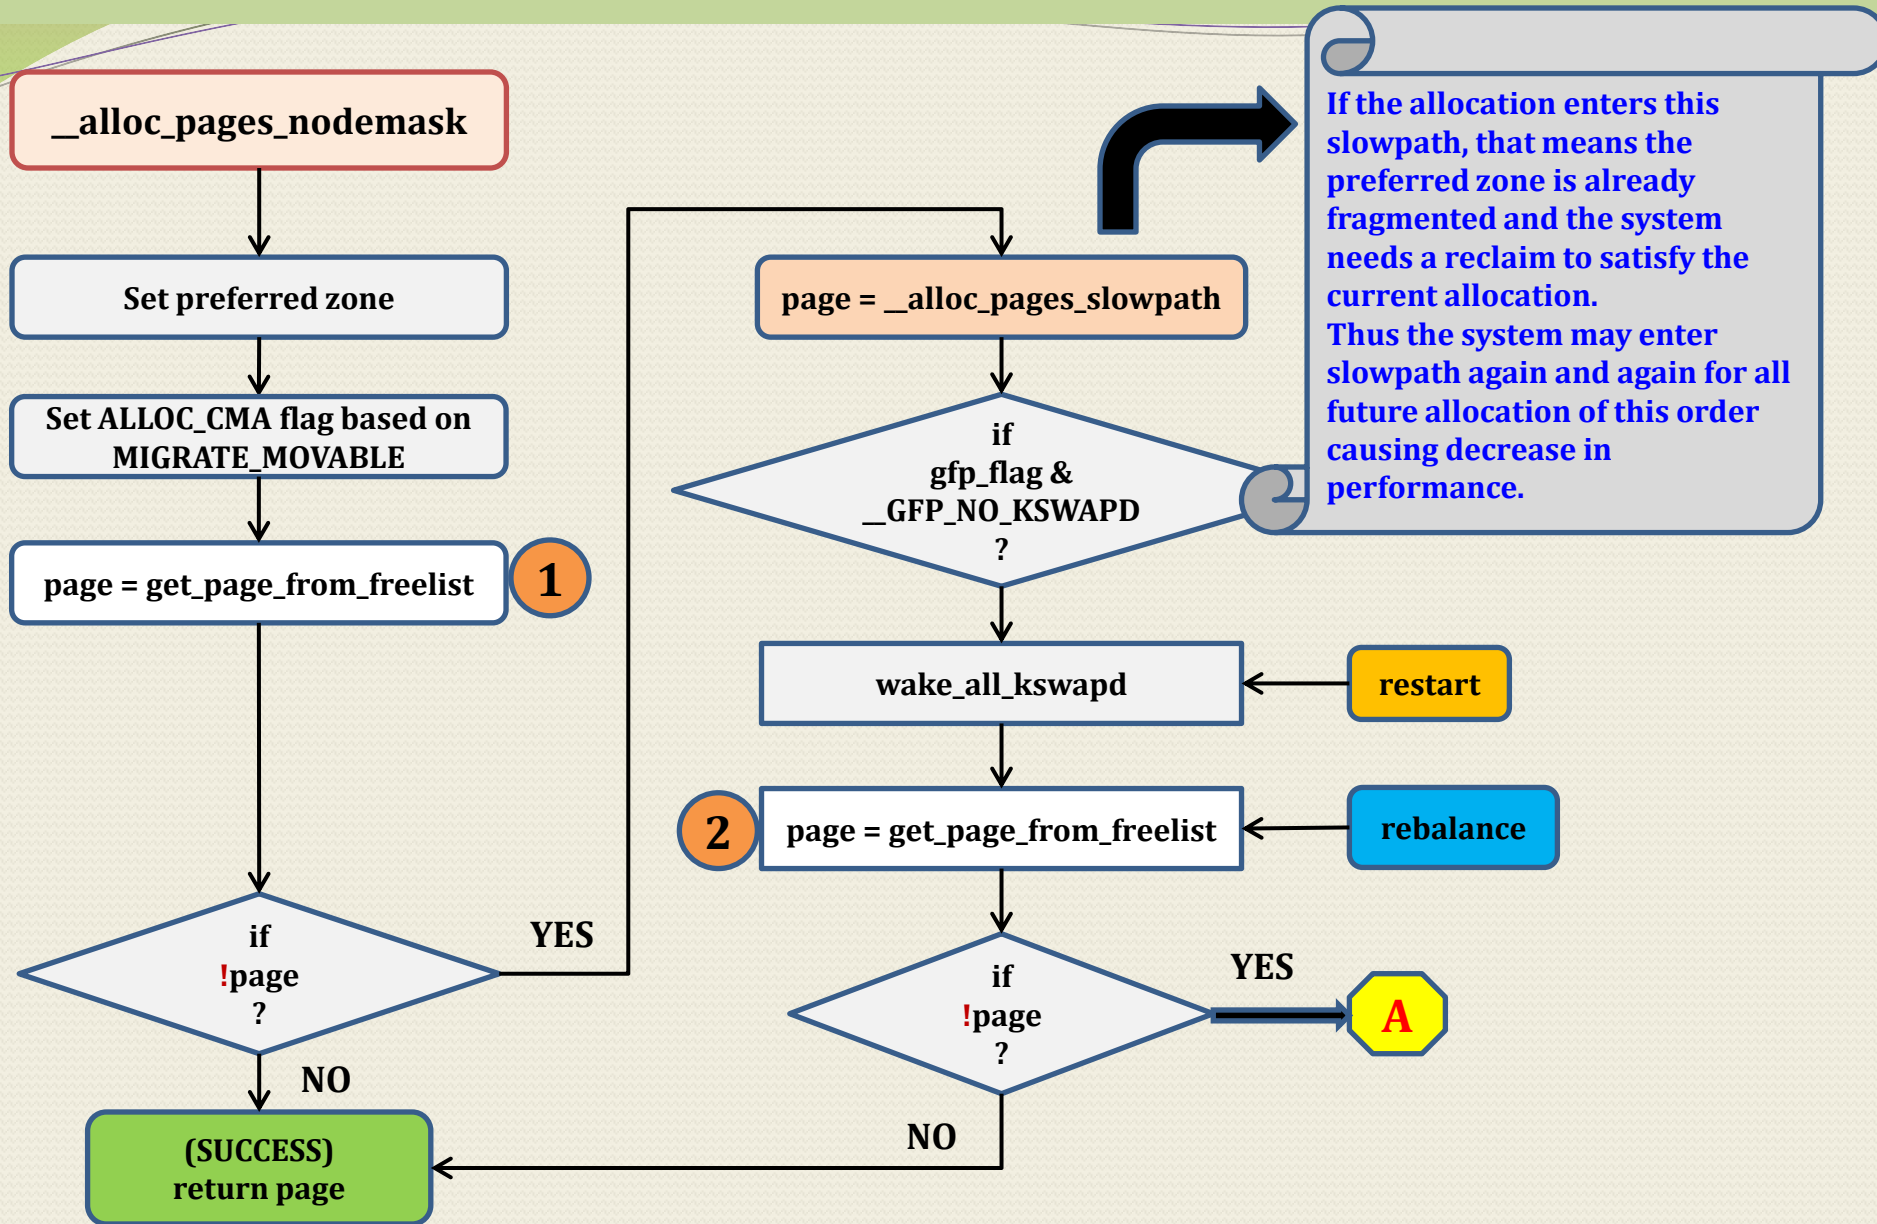 __alloc_pages_nodemask
Set preferred zone
Set ALLOC_CMA flag based on
MIGRATE_MOVABLE
page = get_page_from_freelist
1
if
!page
?
YES
NO
(SUCCESS)
return page
page = __alloc_pages_slowpath
if
gfp_flag &
__GFP_NO_KSWAPD
?
wake_all_kswapd
restart
2
page = get_page_from_freelist
rebalance
if
!page
?
YES
A
NO
If the allocation enters this
slowpath, that means the
preferred zone is already
fragmented and the system
needs a reclaim to satisfy the
current allocation.
Thus the system may enter
slowpath again and again for all
future allocation of this order
causing decrease in
performance.